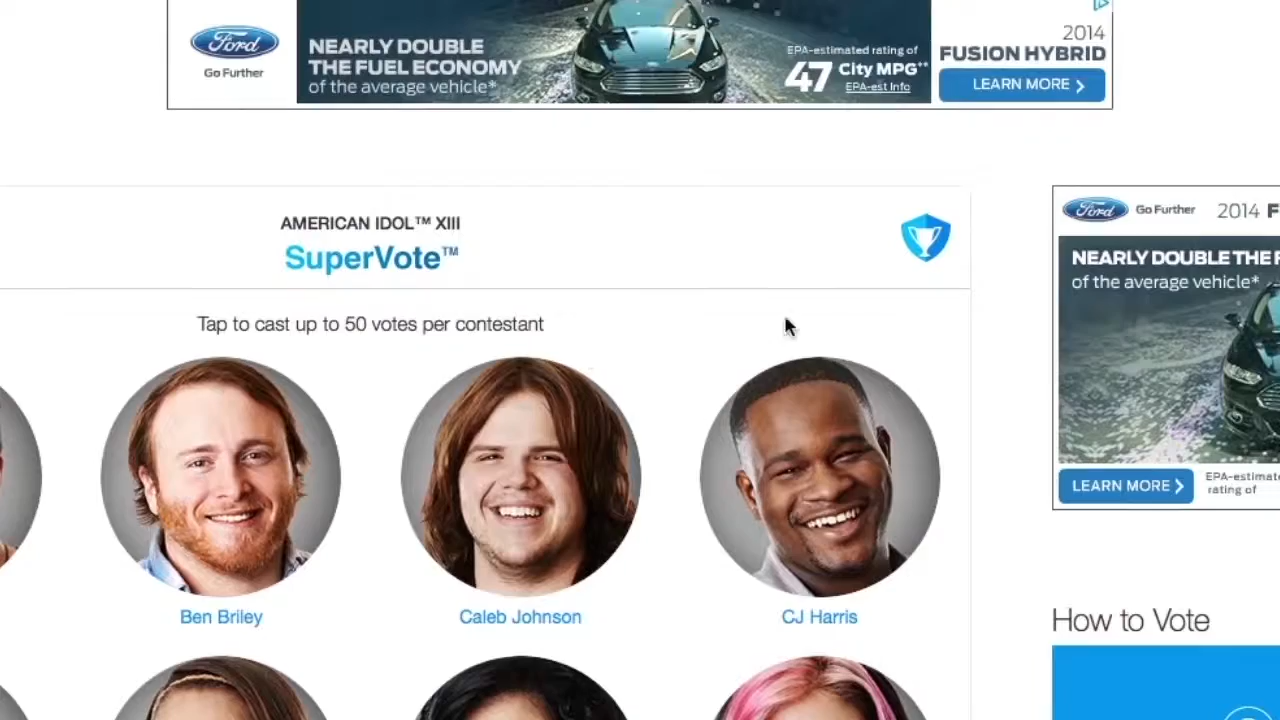 Ford
Go Further
NEARLY DOUBLE
THE FUEL ECONOMY
of the average vehicle*
EPA-estimated rating of
47 City MPG**
EPA-est Info
2014
FUSION HYBRID
LEARN MORE
AMERICAN IDOL™ XIII
SuperVote™
Tap to cast up to 50 votes per contestant
Ben Briley
Caleb Johnson
CJ Harris
Ford
Go Further
2014 F
NEARLY DOUBLE THE F
of the average vehicle*
LEARN MORE
EPA-estimate
rating of
How to Vote